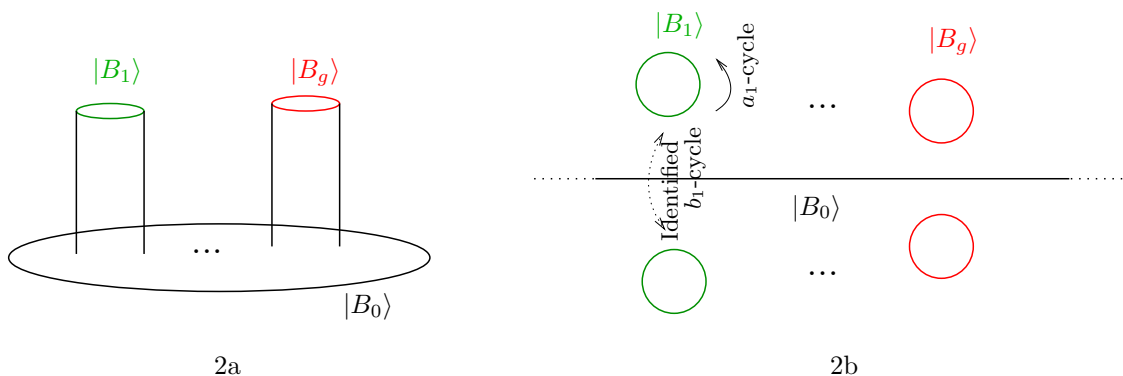 |B₁⟩
|B_g⟩
...
|B₀⟩
2a
|B₁⟩
a₁-cycle
|B_g⟩
...
Identified
b₁-cycle
|B₀⟩
...
2b